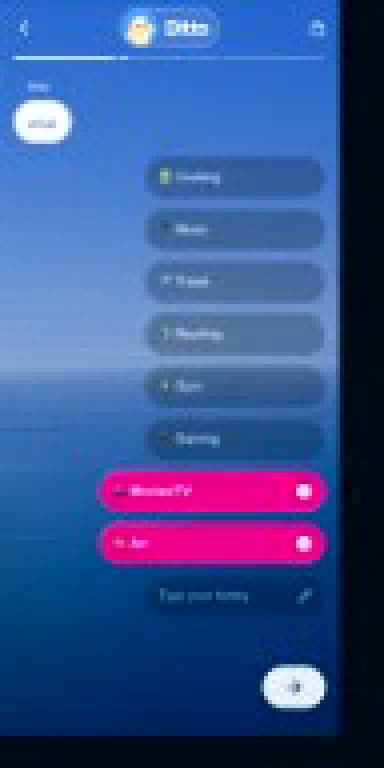 Ditto
Cooking
Music
Travel
Reading
Gym
Gaming
Movies/TV
Art
Type your hobby